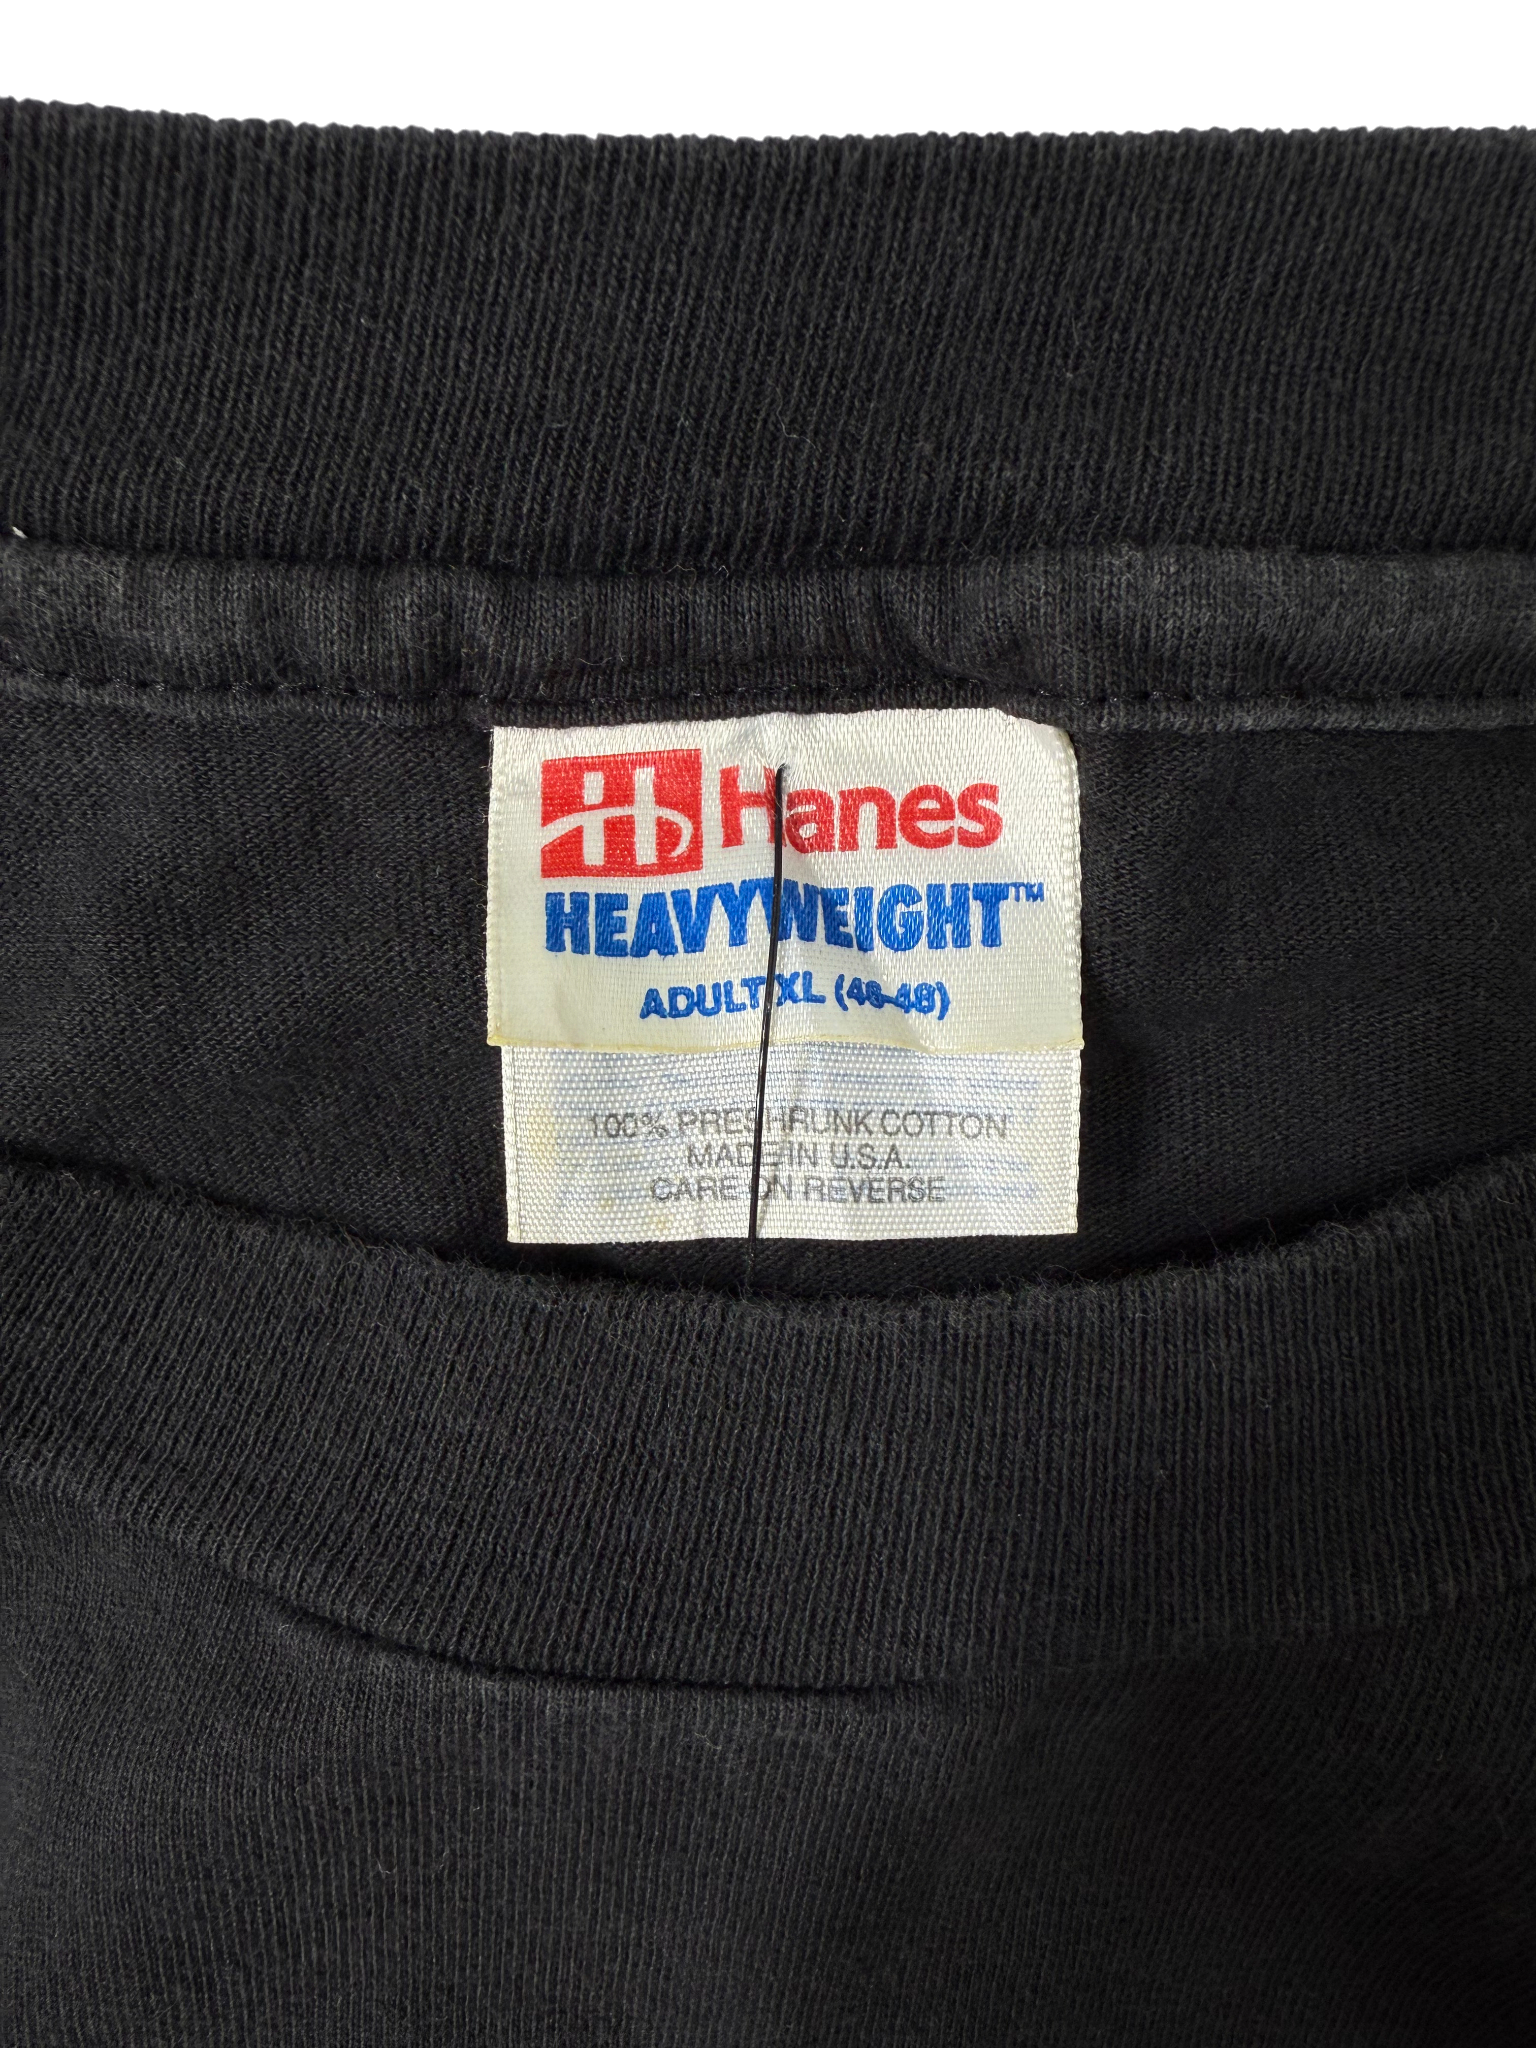 H Hanes
HEAVYWEIGHT™
ADULT XL (46-48)
100% PRESHRUNK COTTON
MADE IN U.S.A.
CARE ON REVERSE